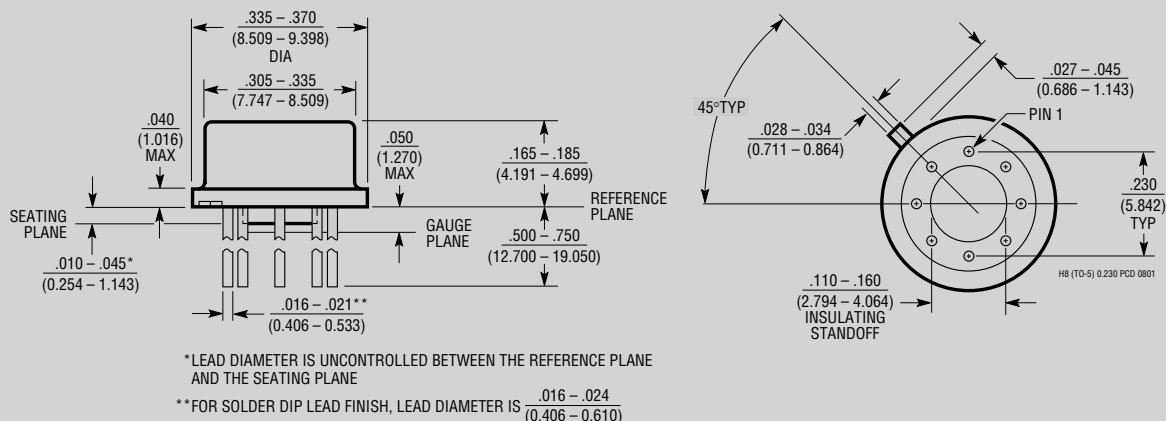 .335 – .370
(8.509 – 9.398)
DIA
.305 – .335
(7.747 – 8.509)
.040
(1.016)
MAX
.050
(1.270)
MAX
.165 – .185
(4.191 – 4.699)
REFERENCE
PLANE
SEATING
PLANE
GAUGE
PLANE
.500 – .750
(12.700 – 19.050)
.010 – .045*
(0.254 – 1.143)
.016 – .021**
(0.406 – 0.533)
45°TYP
.028 – .034
(0.711 – 0.864)
.027 – .045
(0.686 – 1.143)
PIN 1
.230
(5.842)
TYP
H8 (TO-5) 0.230 PCD 0801
.110 – .160
(2.794 – 4.064)
INSULATING
STANDOFF
*LEAD DIAMETER IS UNCONTROLLED BETWEEN THE REFERENCE PLANE
AND THE SEATING PLANE
**FOR SOLDER DIP LEAD FINISH, LEAD DIAMETER IS .016 – .024
(0.406 – 0.610)